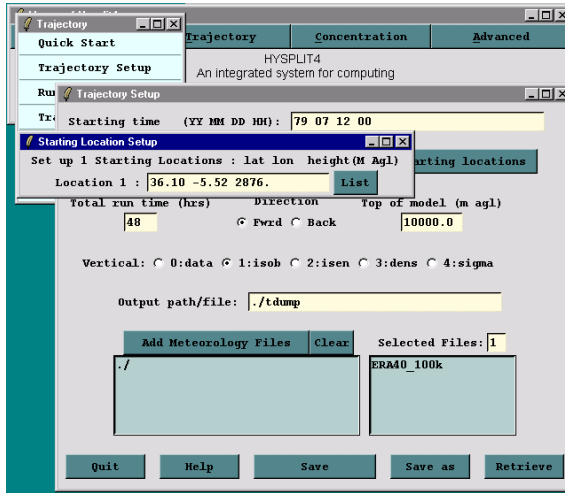 Trajectory
Quick Start
Trajectory Setup
Trajectory
Concentration
Advanced
HYSPLIT4
An integrated system for computing
Trajectory Setup
Starting time (YY MM DD HH): 79 07 12 00
locations
Starting Location Setup
Set up 1 Starting Locations : lat lon height(M Agl)
Location 1 : 36.10 -5.52 2876. List
Total run time (hrs) Direction Top of model (m agl)
48 Fwrd Back 10000.0
Vertical: 0:data 1:isob 2:isen 3:dens 4:sigma
Output path/file: ./tdump
Add Meteorology Files Clear Selected Files: 1
./ ERA40_100k
Quit Help Save Save as Retrieve